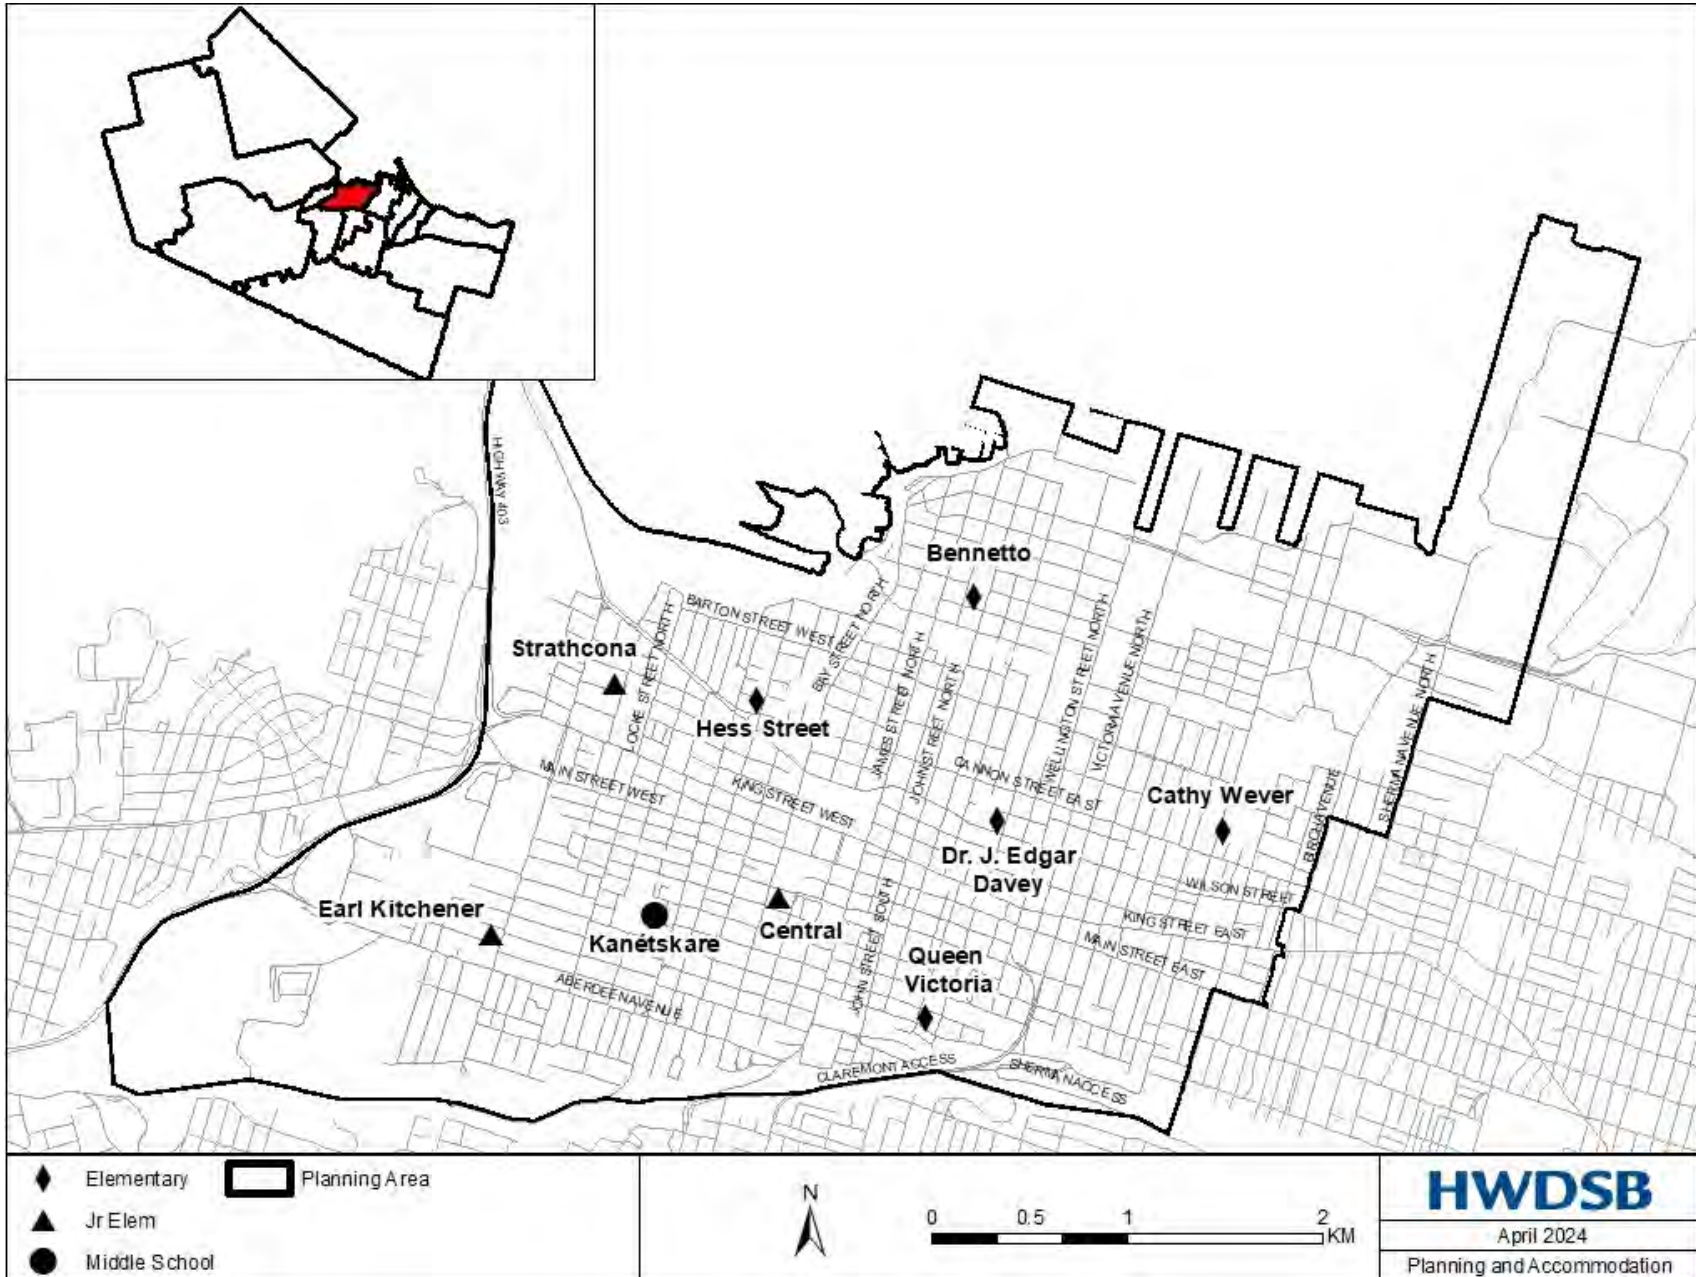 HIGHWAY 403
Bennetto
BARTON STREET WEST
BAY STREET NORTH
Strathcona
LOCKE STREET NORTH
Hess Street
JAMES STREET NORTH
JOHN STREET NORTH
WELLINGTON STREET NORTH
VICTORIA AVENUE NORTH
SHERMAN AVENUE NORTH
MAIN STREET WEST
KING STREET WEST
CANNON STREET EAST
Cathy Wever
BIRCH AVENUE
Dr. J. Edgar
Davey
WILSON STREET
KING STREET EAST
MAIN STREET EAST
Earl Kitchener
Kanétskare
Central
JOHN STREET SOUTH
Queen
Victoria
ABERDEEN AVENUE
CLAREMONT ACCESS
SHERMAN ACCESS
Elementary
Planning Area
Jr Elem
Middle School
N
0 0.5 1 2
KM
HWDSB
April 2024
Planning and Accommodation